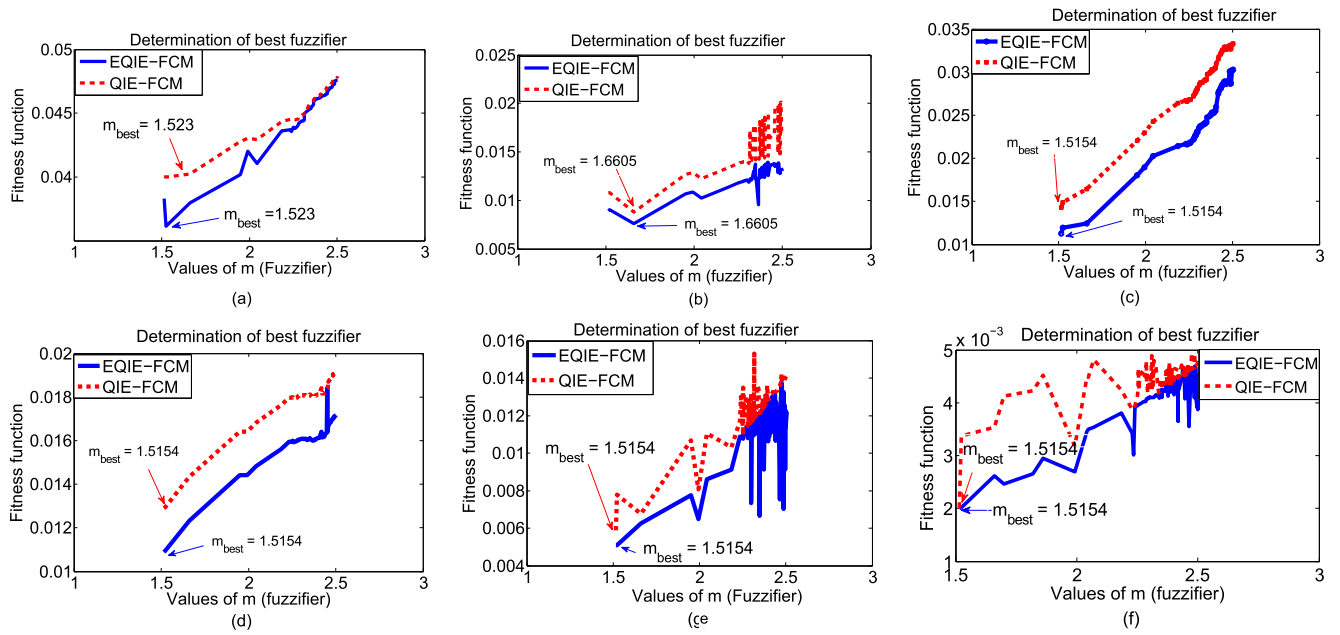 Determination of best fuzzifier
EQIE-FCM
QIE-FCM
m_best = 1.523
m_best = 1.523
Fitness function
0.05
0.045
0.04
1 1.5 2 2.5 3
Values of m (Fuzzifier)
(a)
Determination of best fuzzifier
EQIE-FCM
QIE-FCM
m_best = 1.6605
m_best = 1.6605
Fitness function
0.025
0.02
0.015
0.01
0.005
1 1.5 2 2.5 3
Values of m (fuzzifier)
(b)
Determination of best fuzzifier
EQIE-FCM
QIE-FCM
m_best = 1.5154
m_best = 1.5154
Fitness function
0.035
0.03
0.025
0.02
0.015
0.01
1 1.5 2 2.5 3
Values of m (fuzzifier)
(c)
Determination of best fuzzifier
EQIE-FCM
QIE-FCM
m_best = 1.5154
m_best = 1.5154
Fitness function
0.02
0.018
0.016
0.014
0.012
0.01
1 1.5 2 2.5 3
Values of m (fuzzifier)
(d)
Determination of best fuzzifier
EQIE-FCM
QIE-FCM
m_best = 1.5154
m_best = 1.5154
Fitness function
0.016
0.014
0.012
0.01
0.008
0.006
0.004
1 1.5 2 2.5 3
Values of m (Fuzzifier)
Determination of best fuzzifier
x 10^-3
EQIE-FCM
QIE-FCM
m_best = 1.5154
m_best = 1.5154
Fitness function
5
4
3
2
1
1.5 2 2.5 3
Values of m (Fuzzifier)
(f)